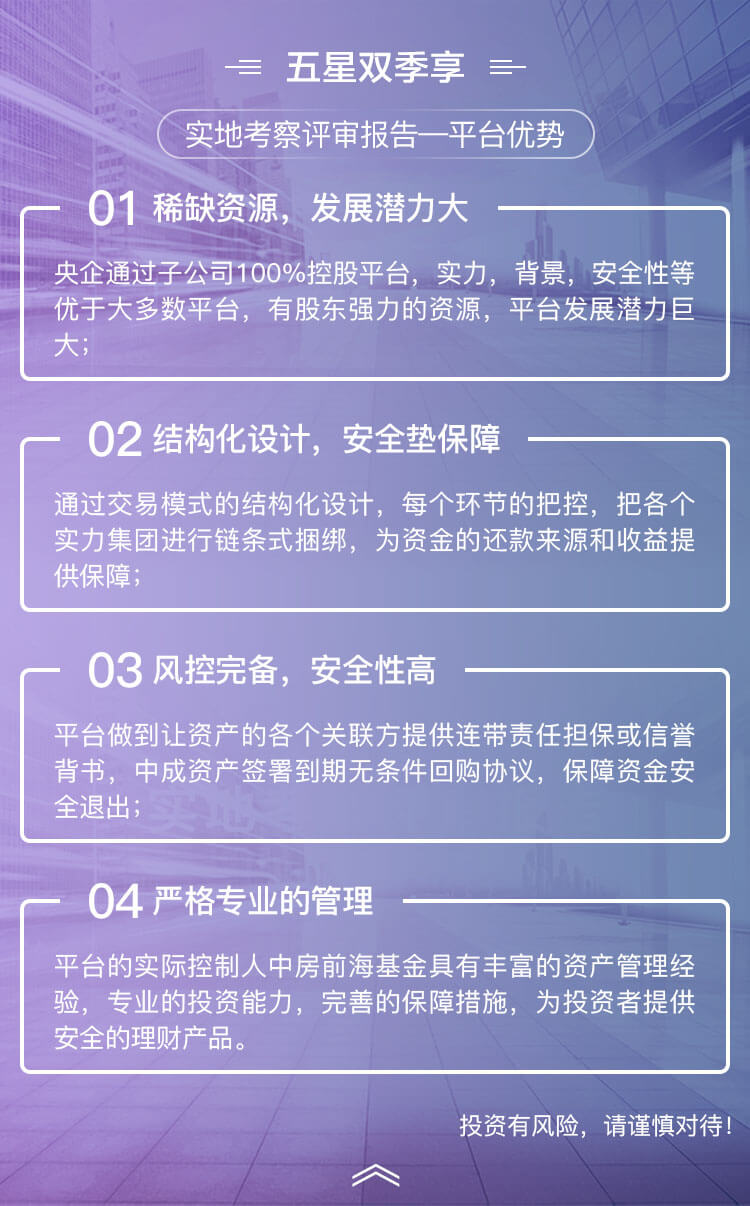 五星双季享
实地考察评审报告—平台优势
01 稀缺资源，发展潜力大
央企通过子公司100%控股平台，实力，背景，安全性等
优于大多数平台，有股东强力的资源，平台发展潜力巨
大；
02 结构化设计，安全垫保障
通过交易模式的结构化设计，每个环节的把控，把各个
实力集团进行链条式捆绑，为资金的还款来源和收益提
供保障；
03 风控完备，安全性高
平台做到让资产的各个关联方提供连带责任担保或信誉
背书，中成资产签署到期无条件回购协议，保障资金安
全退出；
04 严格专业的管理
平台的实际控制人中房前海基金具有丰富的资产管理经
验，专业的投资能力，完善的保障措施，为投资者提供
安全的理财产品。
投资有风险，请谨慎对待！